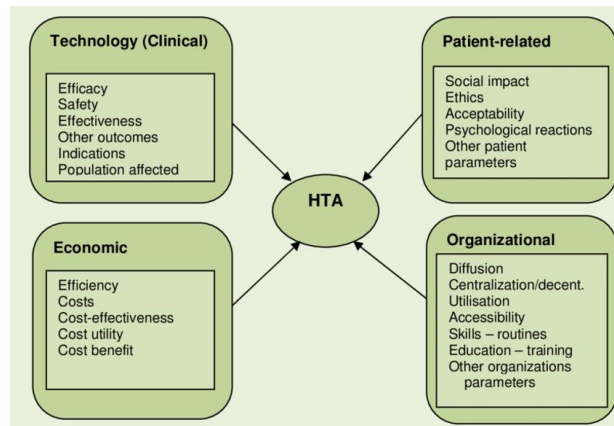 Technology (Clinical)
Efficacy
Safety
Effectiveness
Other outcomes
Indications
Population affected
Patient-related
Social impact
Ethics
Acceptability
Psychological reactions
Other patient
parameters
HTA
Economic
Efficiency
Costs
Cost-effectiveness
Cost utility
Cost benefit
Organizational
Diffusion
Centralization/decent.
Utilisation
Accessibility
Skills – routines
Education – training
Other organizations
parameters